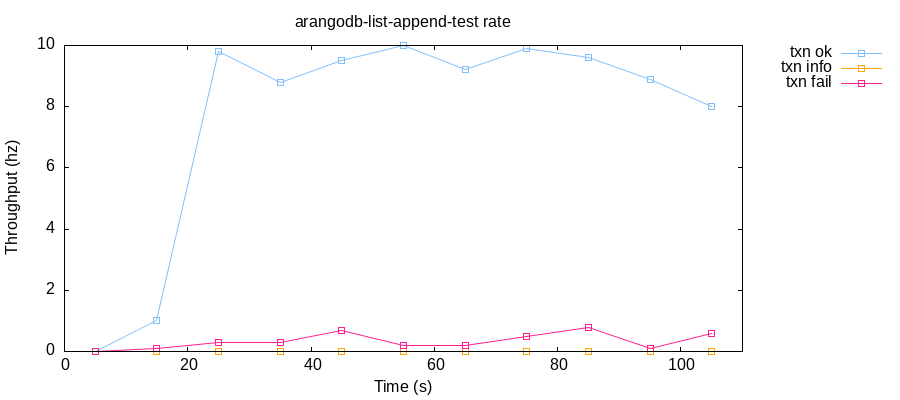 arangodb-list-append-test rate
txn ok
txn info
txn fail
Throughput (hz)
10
8
6
4
2
0
0 20 40 60 80 100
Time (s)